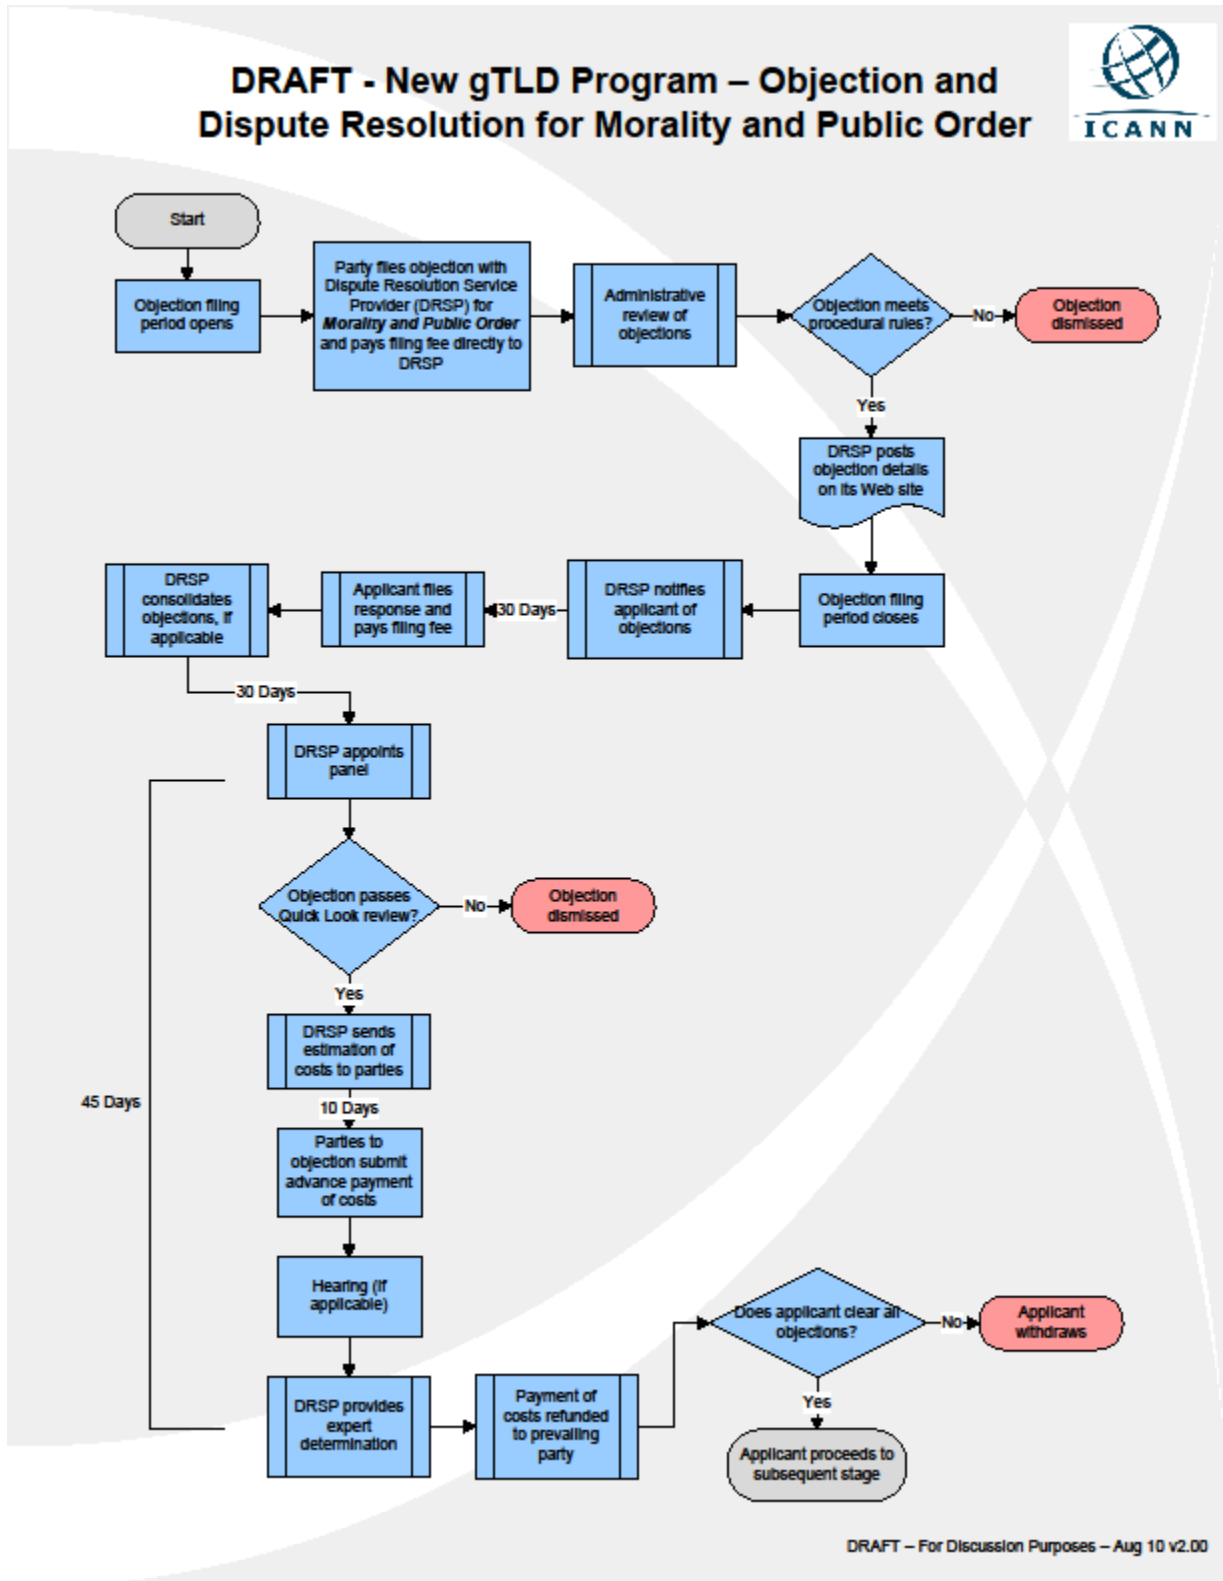 DRAFT - New gTLD Program – Objection and
Dispute Resolution for Morality and Public Order
ICANN
Start
Objection filing
period opens
Party files objection with
Dispute Resolution Service
Provider (DRSP) for
Morality and Public Order
and pays filing fee directly to
DRSP
Administrative
review of
objections
Objection meets
procedural rules?
No
Objection
dismissed
Yes
DRSP posts
objection details
on its Web site
Objection filing
period closes
DRSP notifies
applicant of
objections
30 Days
Applicant files
response and
pays filing fee
DRSP
consolidates
objections, if
applicable
30 Days
DRSP appoints
panel
Objection passes
Quick Look review?
No
Objection
dismissed
Yes
DRSP sends
estimation of
costs to parties
45 Days
10 Days
Parties to
objection submit
advance payment
of costs
Hearing (if
applicable)
DRSP provides
expert
determination
Payment of
costs refunded
to prevailing
party
Does applicant clear all
objections?
No
Applicant
withdraws
Yes
Applicant proceeds to
subsequent stage
DRAFT – For Discussion Purposes – Aug 10 v2.00